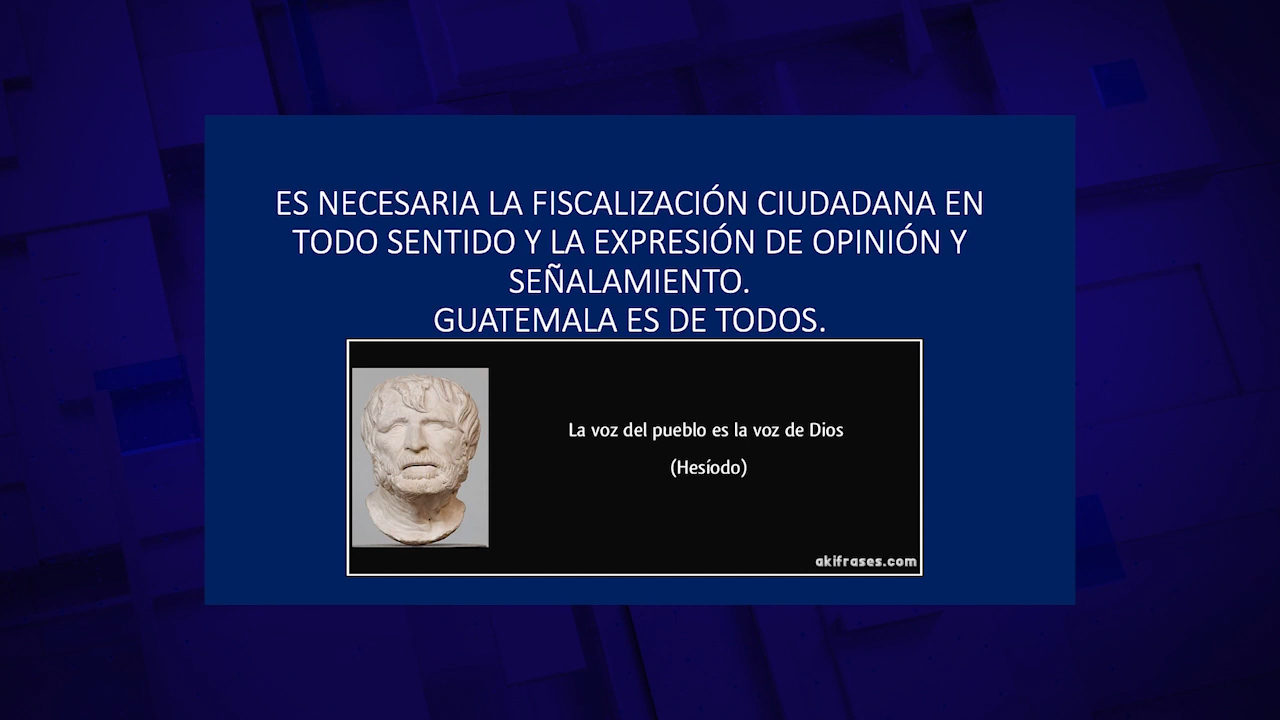 ES NECESARIA LA FISCALIZACIÓN CIUDADANA EN
TODO SENTIDO Y LA EXPRESIÓN DE OPINIÓN Y
SEÑALAMIENTO.
GUATEMALA ES DE TODOS.
La voz del pueblo es la voz de Dios
(Hesíodo)
akifrases.com